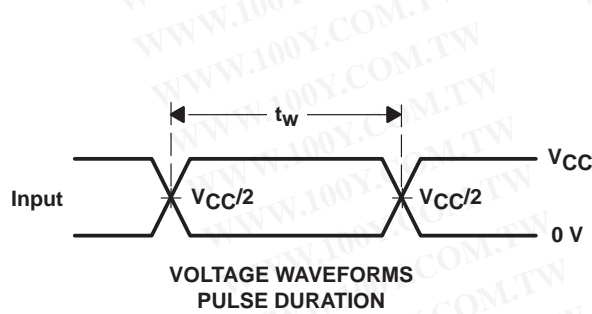 WWW.100Y.COM.TW
tw
VCC
Input
VCC/2
VCC/2
0 V
VOLTAGE WAVEFORMS
PULSE DURATION